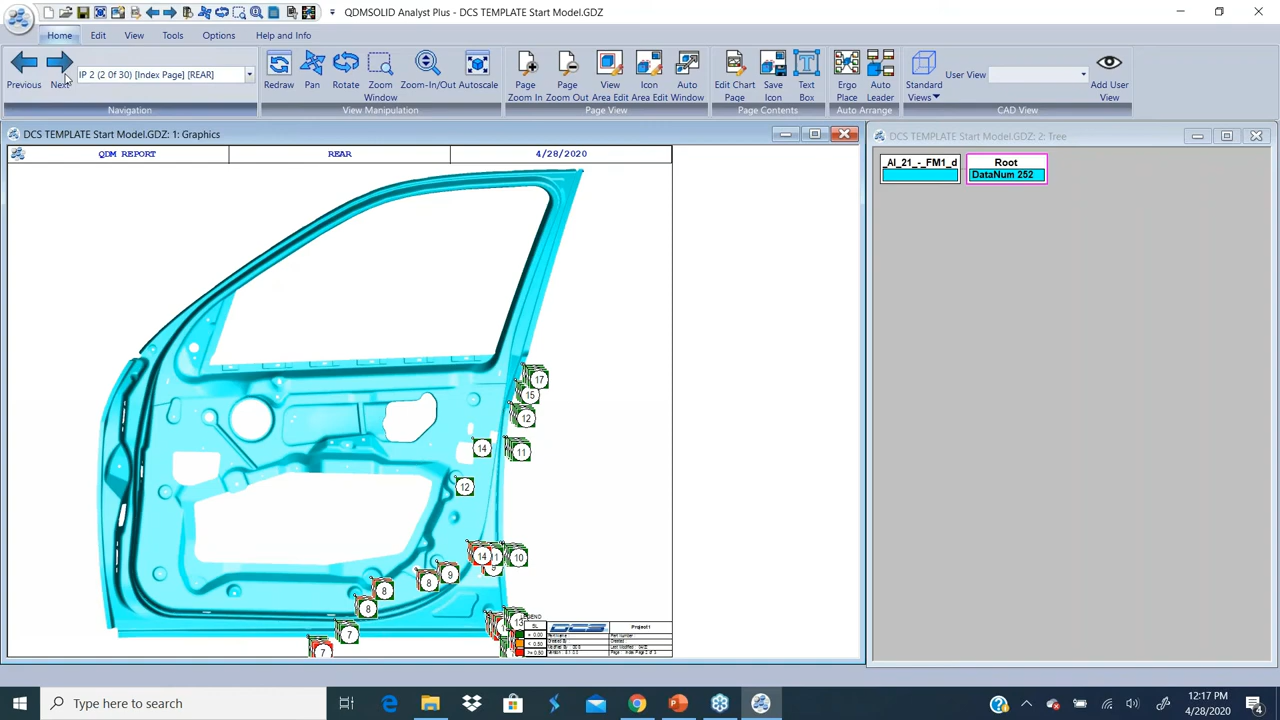 QDMSOLID Analyst Plus - DCS TEMPLATE Start Model.GDZ
Home Edit View Tools Options Help and Info
Previous Next IP 2 (2 0f 30) [Index Page] [REAR]
Redraw Pan Rotate Zoom Window Zoom-In/Out Autoscale
Page Zoom In Page Zoom Out View Area Edit Icon Area Edit Auto Window
Edit Chart Page Save Icon Text Box
Ergo Place Auto Leader
Standard Views User View Add User View
Navigation View Manipulation Page View Page Contents Auto Arrange CAD View
DCS TEMPLATE Start Model.GDZ: 1: Graphics
DCS TEMPLATE Start Model.GDZ: 2: Tree
QDM REPORT REAR 4/28/2020
_AI_21_-_FM1_d Root
DataNum 252
17
15
12
11
14
12
14 10
9
8 8
8
7
7
13
DCS Project1
Type here to search
12:17 PM
4/28/2020
4